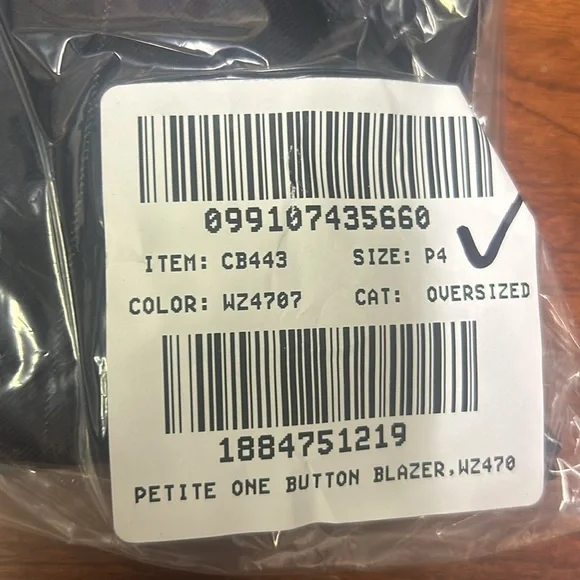 099107435660
ITEM: CB443 SIZE: P4
COLOR: WZ4707 CAT: OVERSIZED
1884751219
PETITE ONE BUTTON BLAZER,WZ470